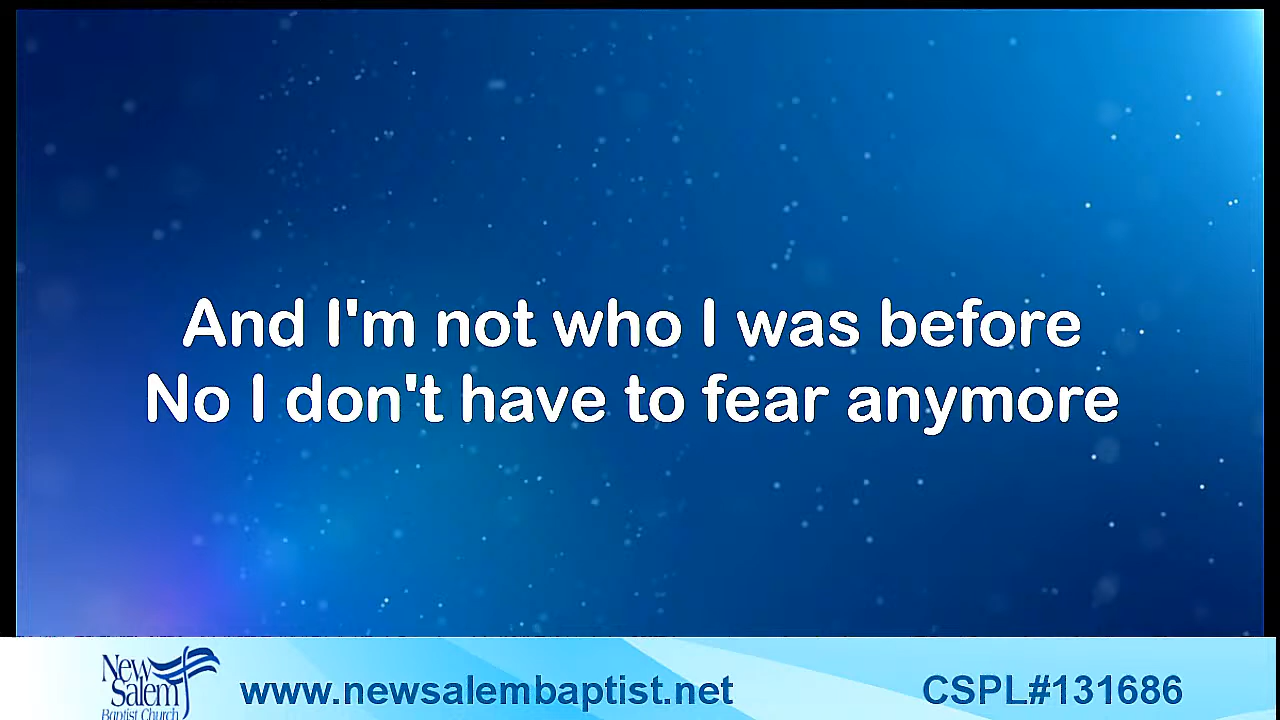 And I'm not who I was before
No I don't have to fear anymore
New
Salem
Baptist Church
www.newsalembaptist.net
CSPL#131686